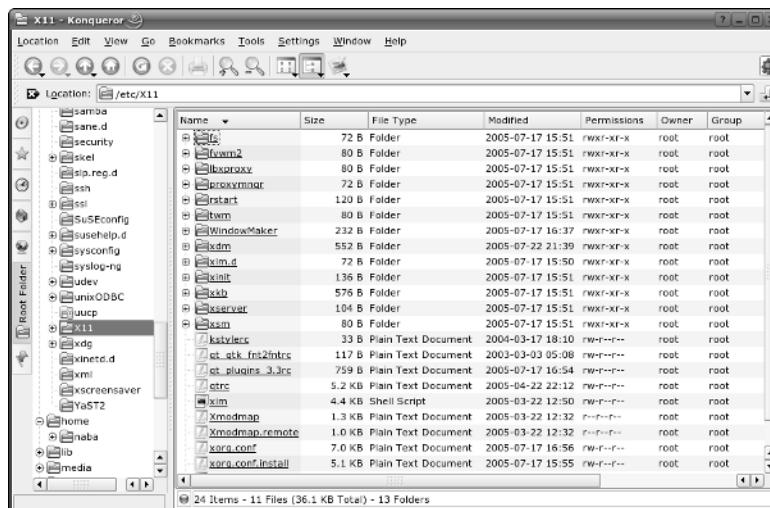 X11 - Konqueror
Location Edit View Go Bookmarks Tools Settings Window Help
Location: /etc/X11
Root Folder
samba
sane.d
security
skel
slp.reg.d
ssh
ssl
SuSEconfig
susehelp.d
sysconfig
syslog-ng
udev
unixODBC
uucp
X11
xdg
xinetd.d
xml
xscreensaver
YaST2
home
naba
lib
media
Name Size File Type Modified Permissions Owner Group
fs 72 B Folder 2005-07-17 15:51 rwxr-xr-x root root
fvwm2 80 B Folder 2005-07-17 15:51 rwxr-xr-x root root
lbxproxy 80 B Folder 2005-07-17 15:51 rwxr-xr-x root root
proxymngr 72 B Folder 2005-07-17 15:51 rwxr-xr-x root root
rstart 120 B Folder 2005-07-17 15:51 rwxr-xr-x root root
twm 80 B Folder 2005-07-17 15:51 rwxr-xr-x root root
WindowMaker 232 B Folder 2005-07-17 16:37 rwxr-xr-x root root
xdm 552 B Folder 2005-07-22 21:39 rwxr-xr-x root root
xim.d 72 B Folder 2005-07-17 15:50 rwxr-xr-x root root
xinit 136 B Folder 2005-07-17 15:51 rwxr-xr-x root root
xkb 576 B Folder 2005-07-17 15:51 rwxr-xr-x root root
xserver 104 B Folder 2005-07-17 15:51 rwxr-xr-x root root
xsm 80 B Folder 2005-07-17 15:51 rwxr-xr-x root root
kstylerc 33 B Plain Text Document 2004-03-17 18:10 rw-r--r-- root root
qt_gtk_fnt2fntrc 117 B Plain Text Document 2003-03-03 05:08 rw-r--r-- root root
qt_plugins_3.3rc 759 B Plain Text Document 2005-07-17 16:54 rw-r--r-- root root
qtrc 5.2 KB Plain Text Document 2005-04-22 22:12 rw-r--r-- root root
xim 4.4 KB Shell Script 2005-03-22 12:50 rw-r--r-- root root
Xmodmap 1.3 KB Plain Text Document 2005-03-22 12:32 r--r--r-- root root
Xmodmap.remote 1.0 KB Plain Text Document 2005-03-22 12:32 r--r--r-- root root
xorg.conf 7.0 KB Plain Text Document 2005-07-17 16:56 rw-r--r-- root root
xorg.conf.install 5.1 KB Plain Text Document 2005-07-17 15:55 rw-r--r-- root root
24 Items - 11 Files (36.1 KB Total) - 13 Folders